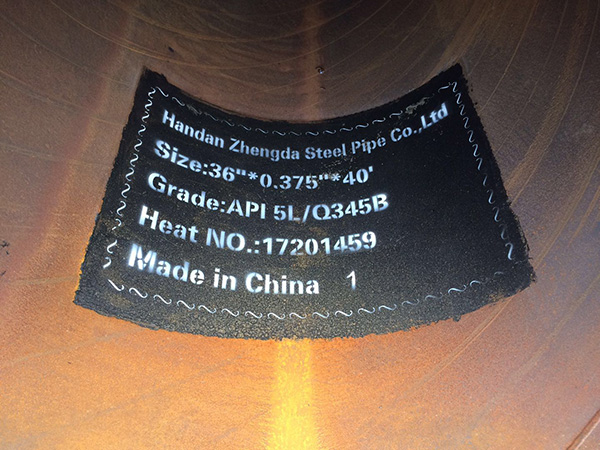 Handan Zhengda Steel Pipe Co.,Ltd
Size:36"*0.375"*40'
Grade:API 5L/Q345B
Heat NO.:17201459
Made in China 1